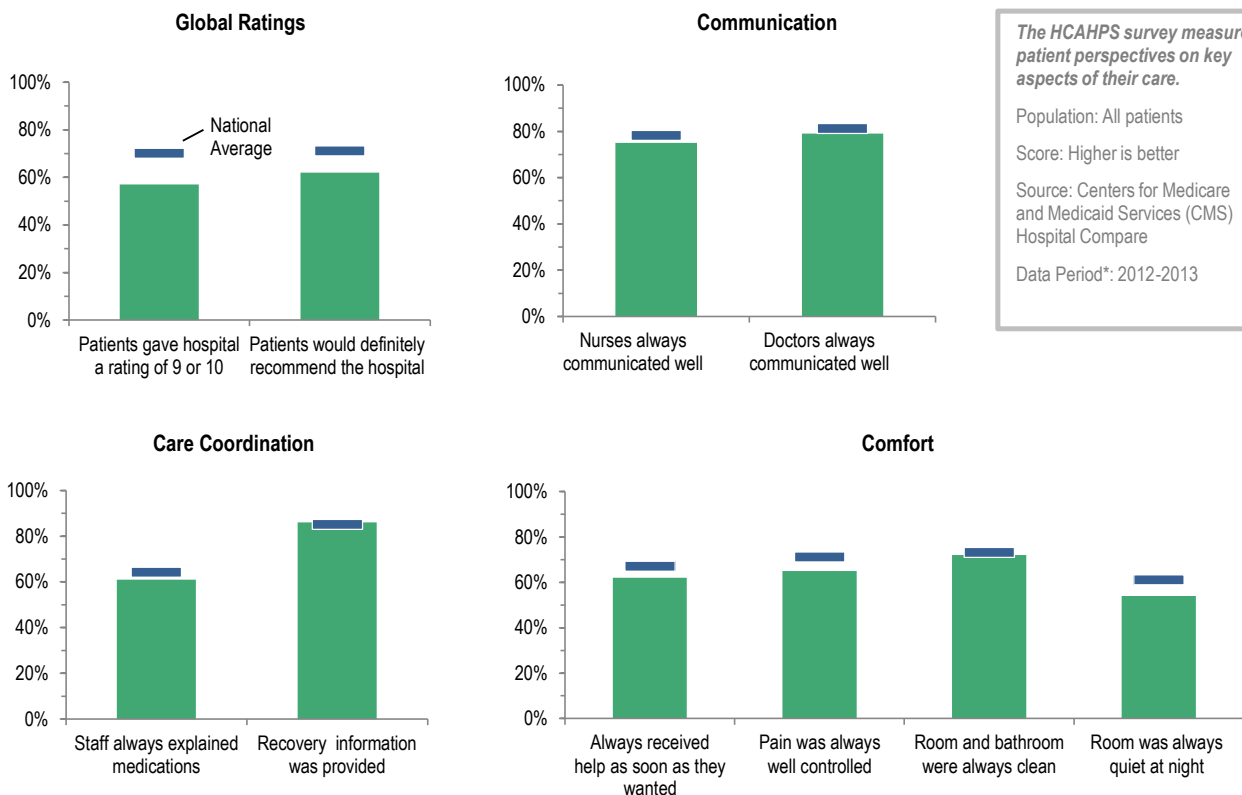 Global Ratings
100%
80%
60%
40%
20%
0%
National
Average
Patients gave hospital
a rating of 9 or 10
Patients would definitely
recommend the hospital
Communication
100%
80%
60%
40%
20%
0%
Nurses always
communicated well
Doctors always
communicated well
The HCAHPS survey measure
patient perspectives on key
aspects of their care.
Population: All patients
Score: Higher is better
Source: Centers for Medicare
and Medicaid Services (CMS)
Hospital Compare
Data Period*: 2012-2013
Care Coordination
100%
80%
60%
40%
20%
0%
Staff always explained
medications
Recovery information
was provided
Comfort
100%
80%
60%
40%
20%
0%
Always received
help as soon as they
wanted
Pain was always
well controlled
Room and bathroom
were always clean
Room was always
quiet at night